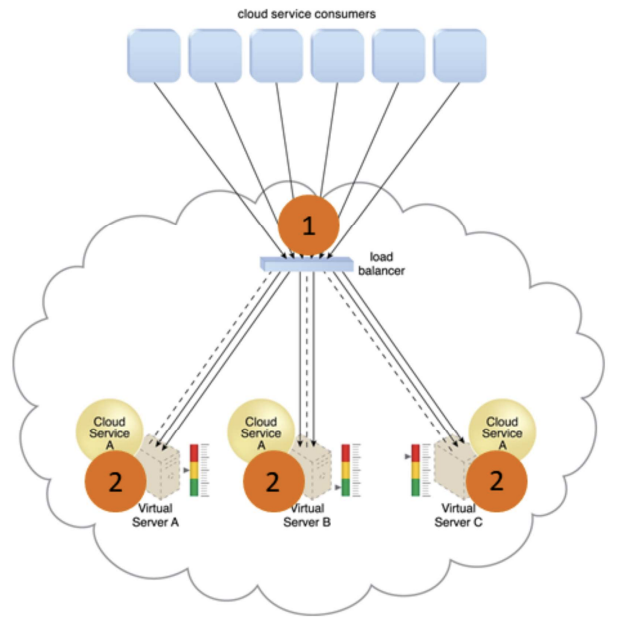 cloud service consumers
1
load
balancer
Cloud
Service
A
2
Virtual
Server A
Cloud
Service
A
2
Virtual
Server B
Cloud
Service
A
2
Virtual
Server C